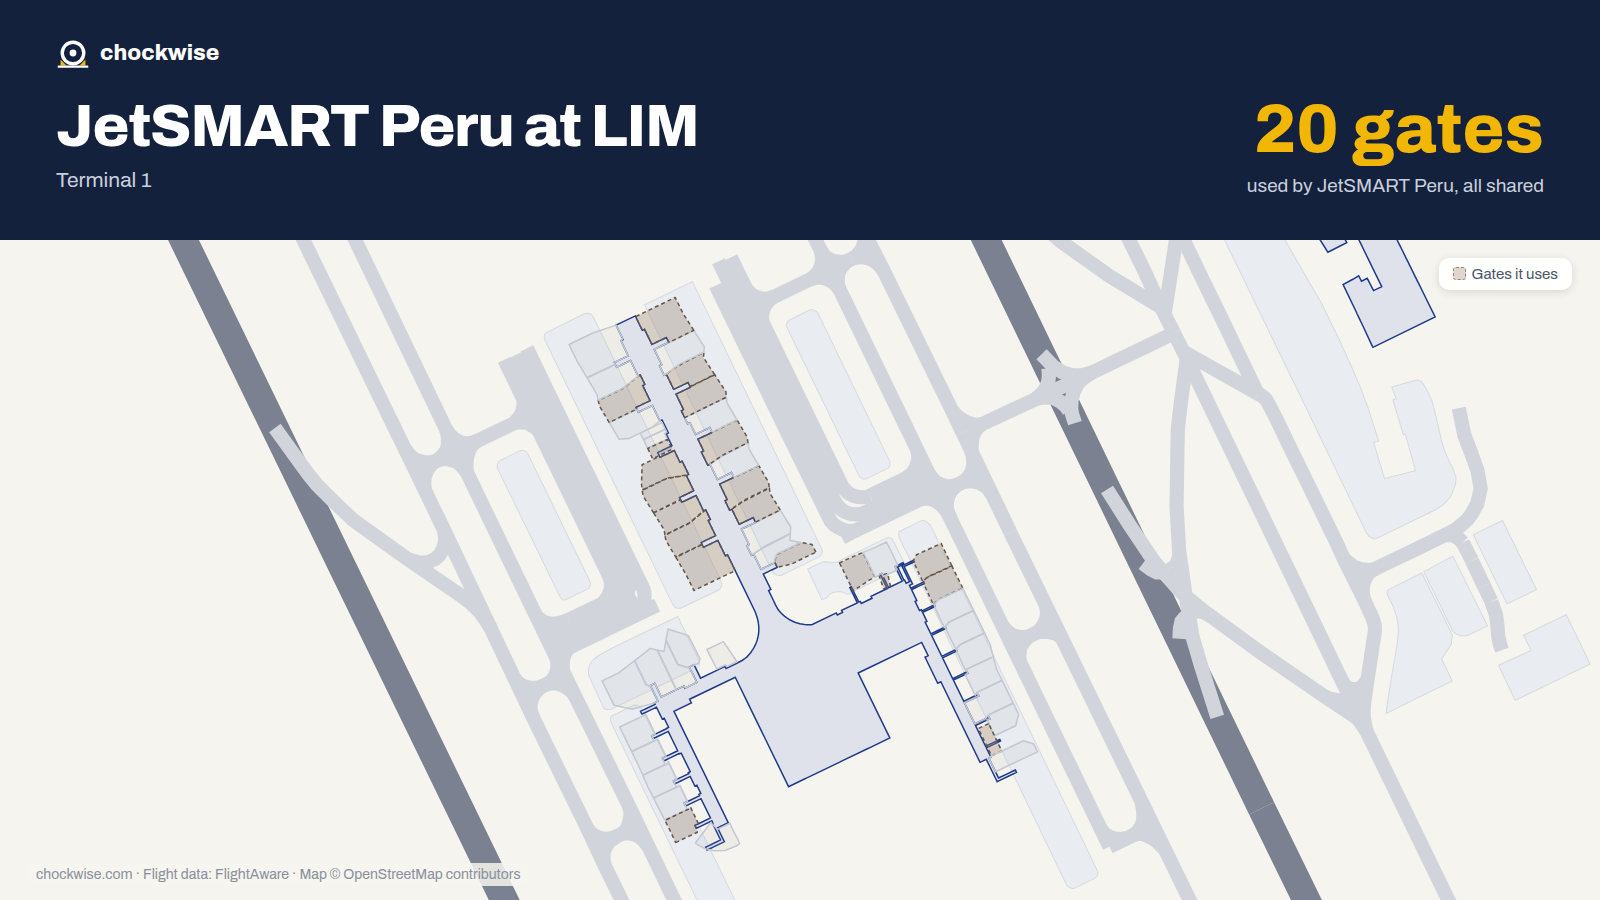 chockwise
JetSMART Peru at LIM
Terminal 1
20 gates
used by JetSMART Peru, all shared
Gates it uses
chockwise.com · Flight data: FlightAware · Map © OpenStreetMap contributors